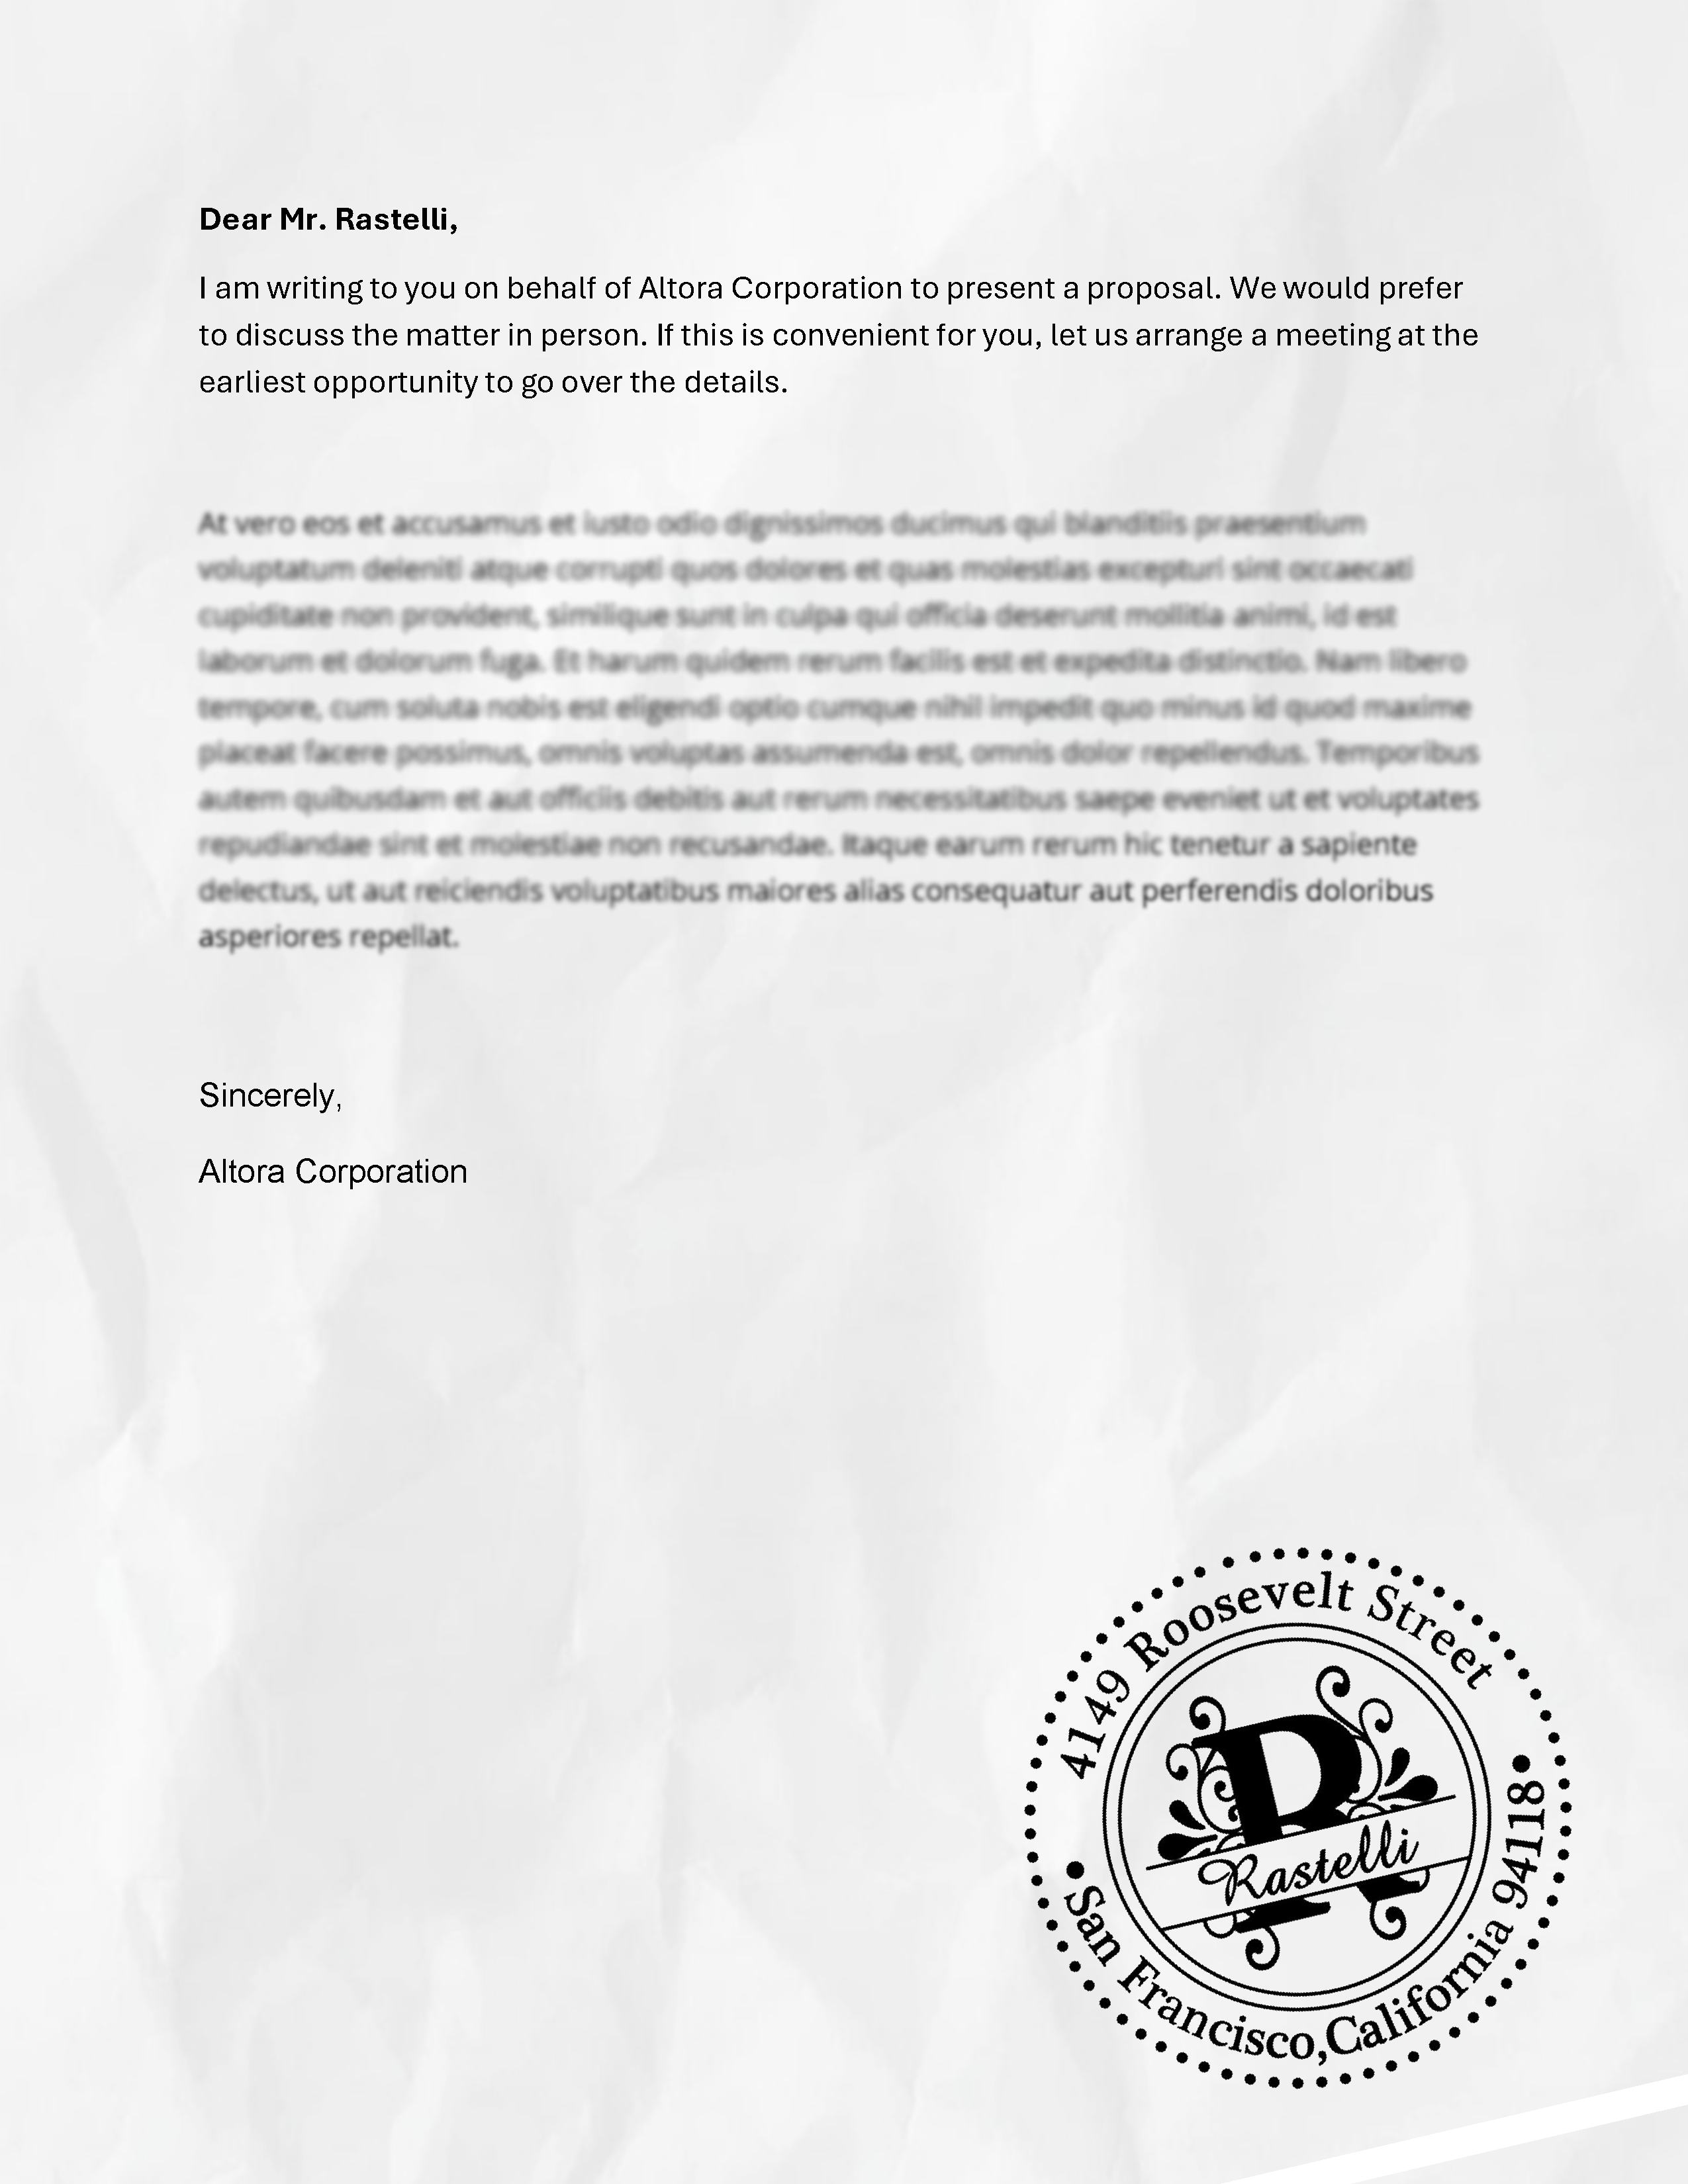 Dear Mr. Rastelli,
I am writing to you on behalf of Altora Corporation to present a proposal. We would prefer
to discuss the matter in person. If this is convenient for you, let us arrange a meeting at the
earliest opportunity to go over the details.
At vero eos et accusamus et iusto odio dignissimos ducimus qui blanditiis praesentium
voluptatum deleniti atque corrupti quos dolores et quas molestias excepturi sint occaecati
cupiditate non provident, similique sunt in culpa qui officia deserunt mollitia animi, id est
laborum et dolorum fuga. Et harum quidem rerum facilis est et expedita distinctio. Nam libero
tempore, cum soluta nobis est eligendi optio cumque nihil impedit quo minus id quod maxime
placeat facere possimus, omnis voluptas assumenda est, omnis dolor repellendus. Temporibus
autem quibusdam et aut officiis debitis aut rerum necessitatibus saepe eveniet ut et voluptates
repudiandae sint et molestiae non recusandae. Itaque earum rerum hic tenetur a sapiente
delectus, ut aut reiciendis voluptatibus maiores alias consequatur aut perferendis doloribus
asperiores repellat.
Sincerely,
Altora Corporation
4149 Roosevelt Street
R
Rastelli
San Francisco,California 94118